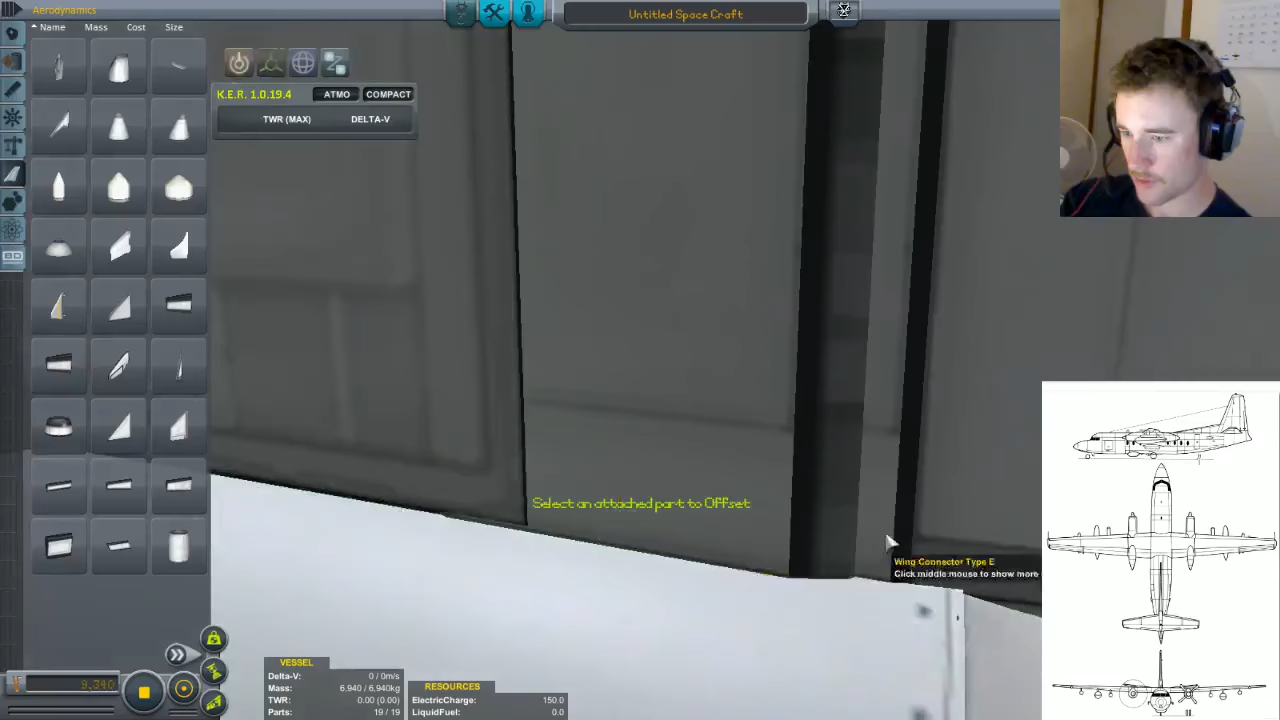 Aerodynamics
Untitled Space Craft
Name Mass Cost Size
K.E.R. 1.0.19.4 ATMO COMPACT
TWR (MAX) DELTA-V
Select an attached part to Offset
Wing Connector Type E
Click middle mouse to show more
VESSEL
Delta-V: 0 / 0m/s
Mass: 6,940 / 6,940kg
TWR: 0.00 (0.00)
Parts: 19 / 19
RESOURCES
ElectricCharge: 150.0
LiquidFuel: 0.0